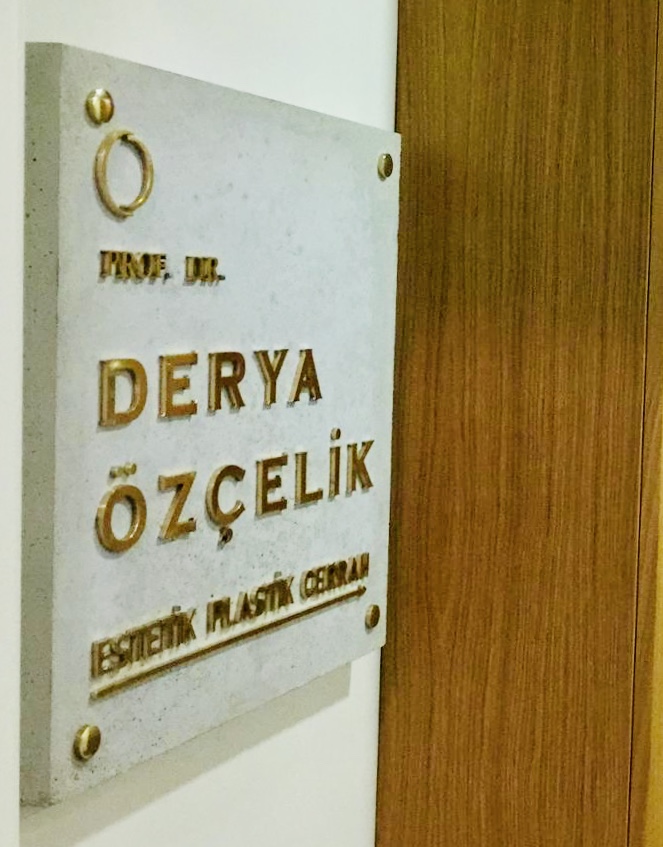 Ö
PROF. DR.
DERYA
ÖZÇELİK
ESTETİK PLASTİK CERRAH